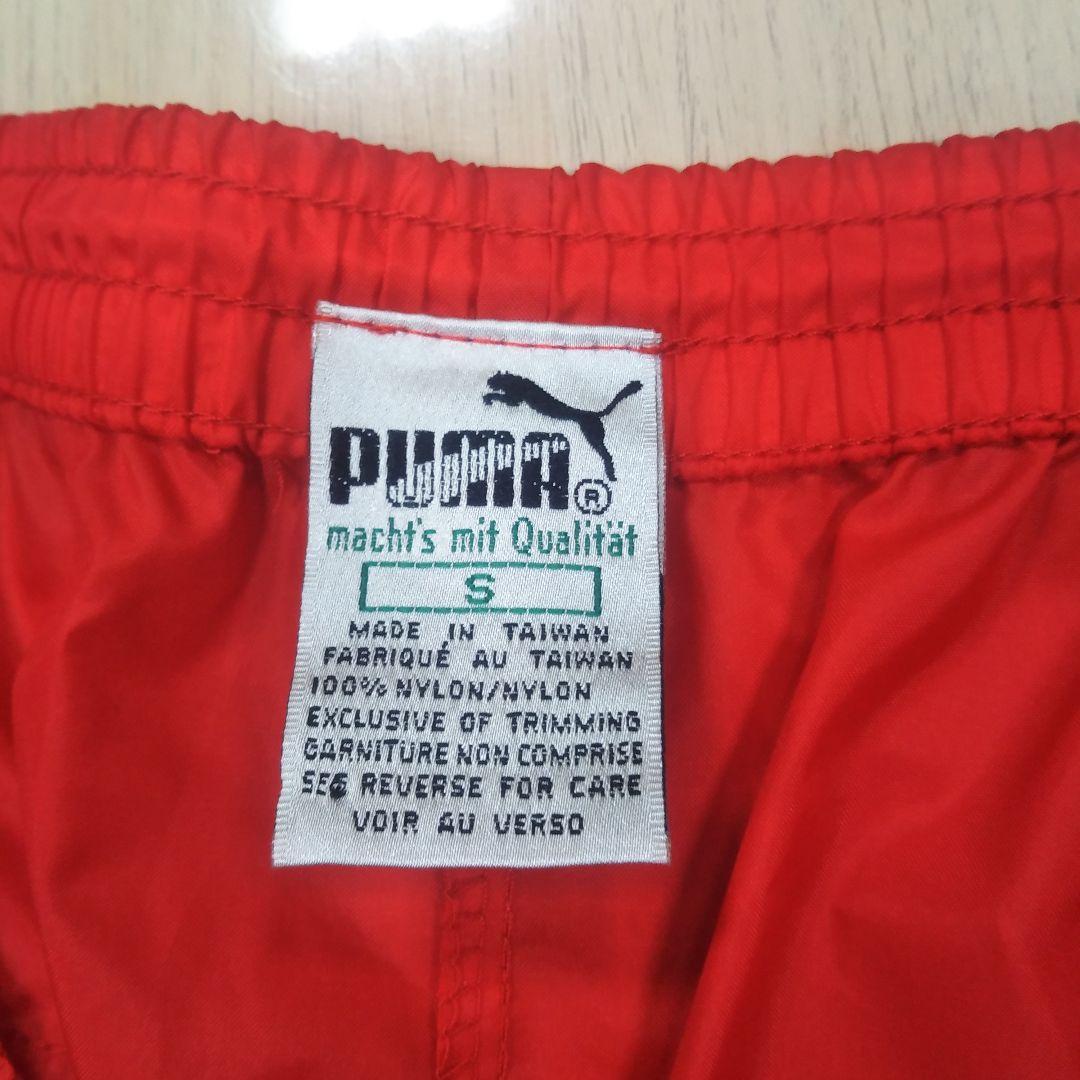 PUMA®
macht's mit Qualität
S
MADE IN TAIWAN
FABRIQUÉ AU TAIWAN
100% NYLON/NYLON
EXCLUSIVE OF TRIMMING
GARNITURE NON COMPRISE
SEE REVERSE FOR CARE
VOIR AU VERSO